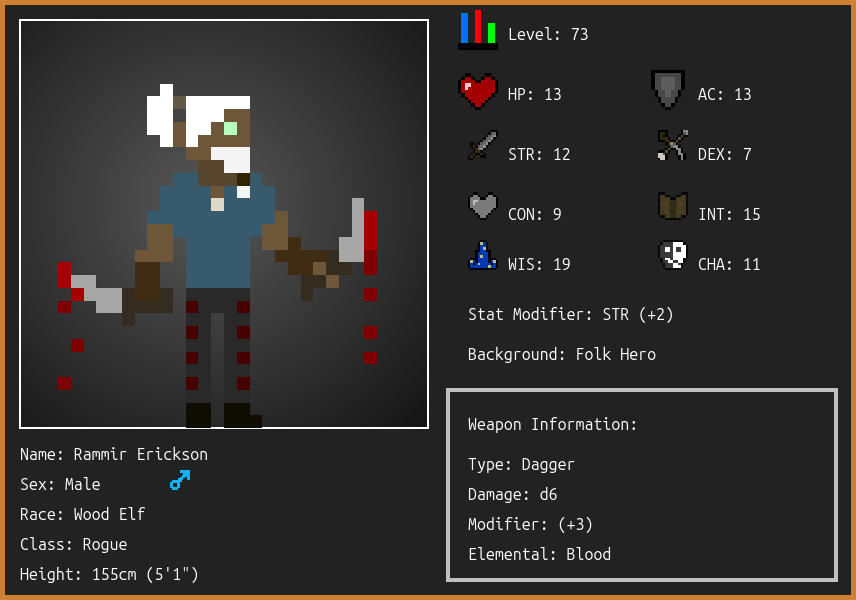 Level: 73
HP: 13
AC: 13
STR: 12
DEX: 7
CON: 9
INT: 15
WIS: 19
CHA: 11
Stat Modifier: STR (+2)
Background: Folk Hero
Weapon Information:
Type: Dagger
Damage: d6
Modifier: (+3)
Elemental: Blood
Name: Rammir Erickson
Sex: Male
Race: Wood Elf
Class: Rogue
Height: 155cm (5'1")